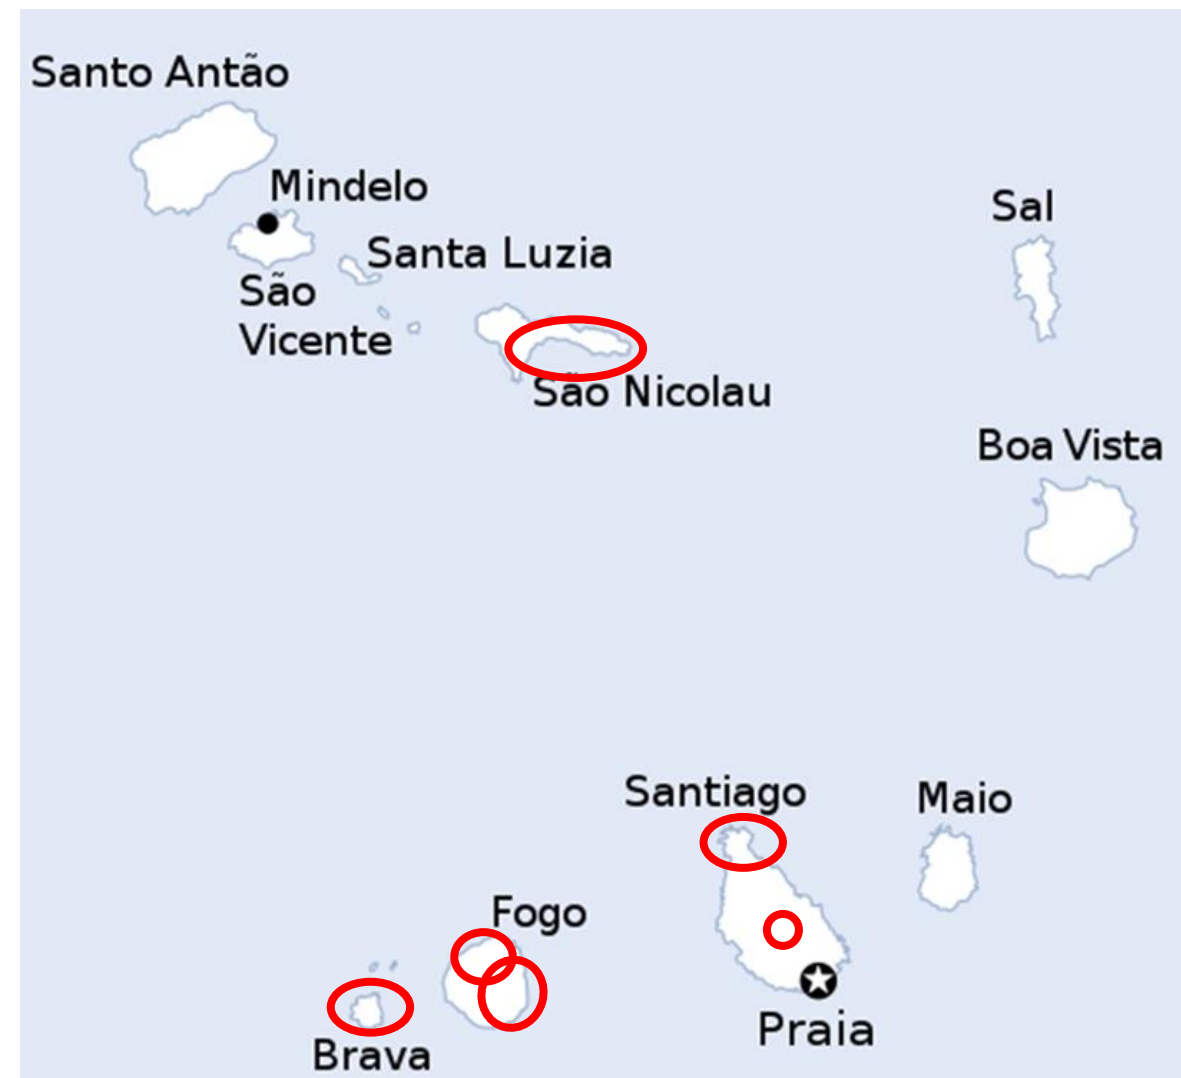 Santo Antão
Mindelo
Sal
Santa Luzia
São
Vicente
São Nicolau
Boa Vista
Santiago
Maio
Fogo
Praia
Brava